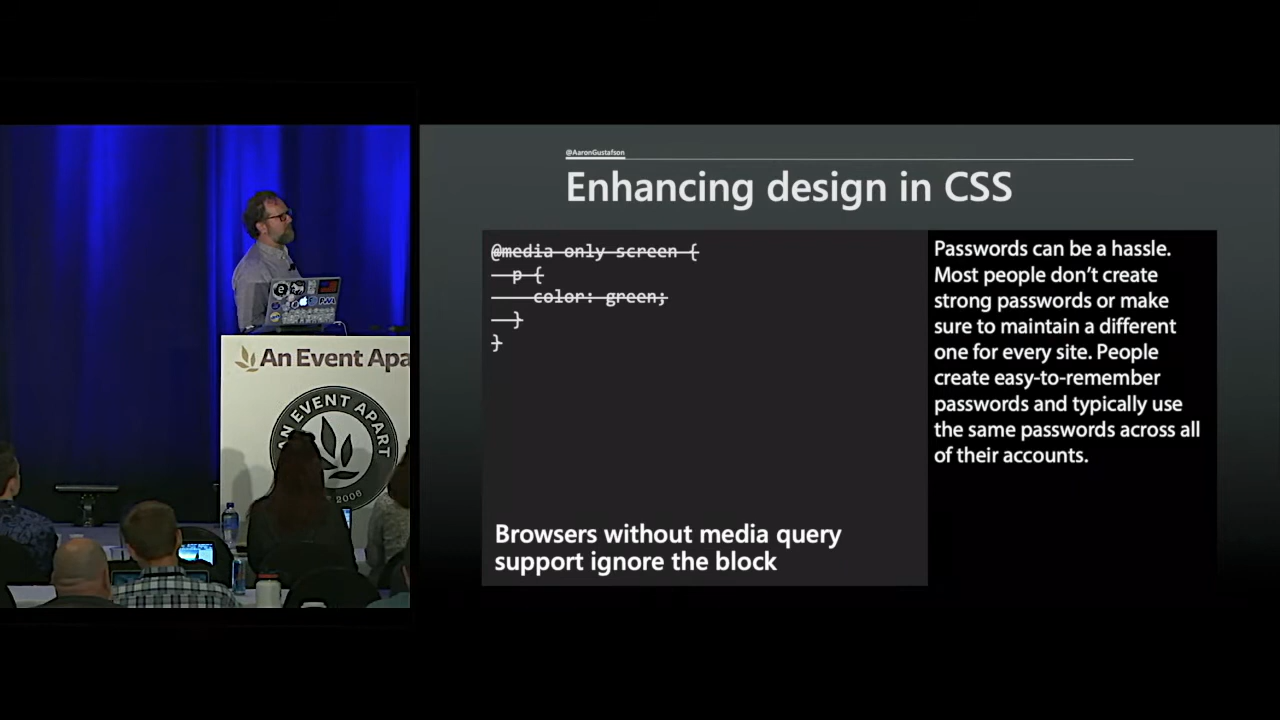 @AaronGustafson
Enhancing design in CSS
@media only screen {
p {
color: green;
}
}
Browsers without media query
support ignore the block
Passwords can be a hassle.
Most people don't create
strong passwords or make
sure to maintain a different
one for every site. People
create easy-to-remember
passwords and typically use
the same passwords across all
of their accounts.
An Event Apa
AN EVENT APART
2006